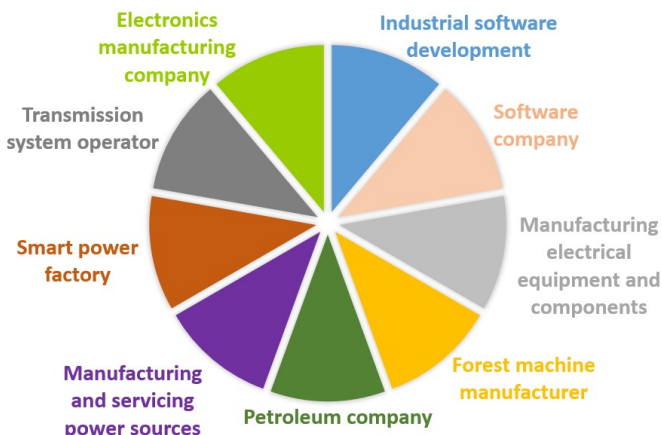 Electronics
manufacturing
company
Industrial software
development
Software
company
Manufacturing
electrical
equipment and
components
Forest machine
manufacturer
Petroleum company
Manufacturing
and servicing
power sources
Smart power
factory
Transmission
system operator